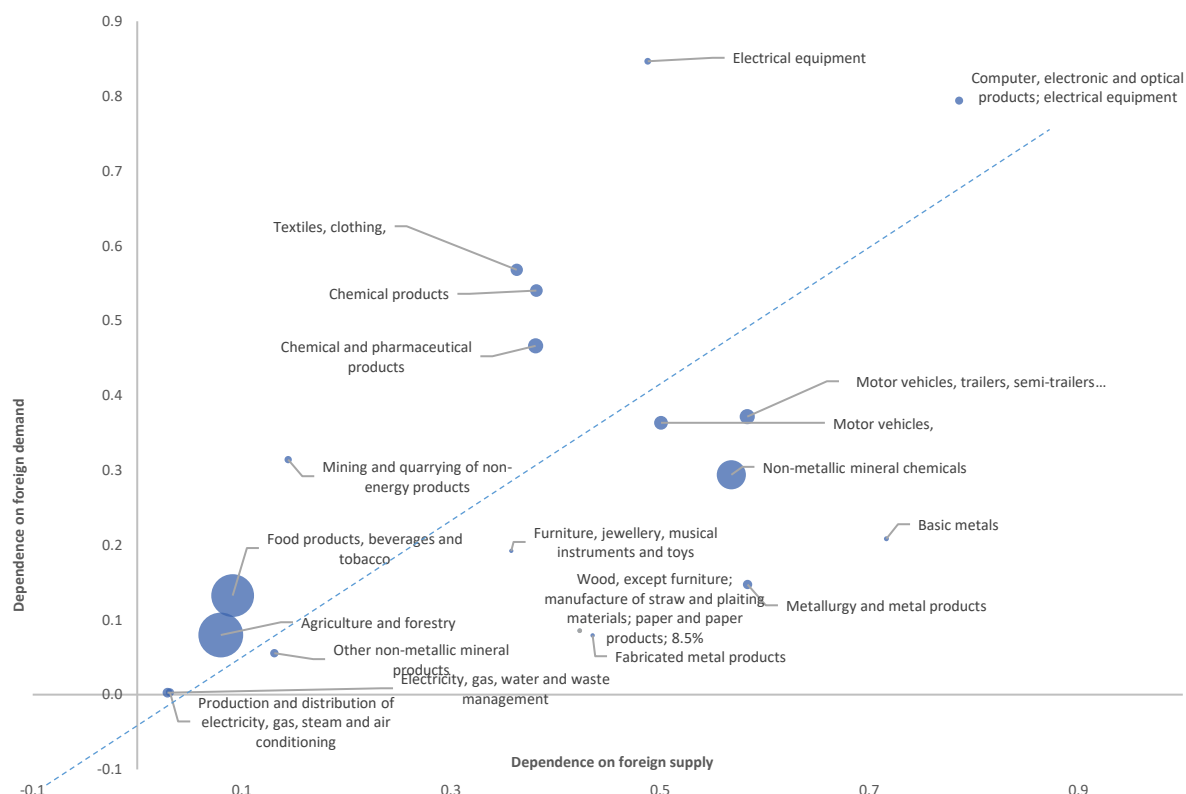 0.9
Electrical equipment
Computer, electronic and optical
products; electrical equipment
0.8
0.7
Textiles, clothing,
0.6
Chemical products
0.5
Chemical and pharmaceutical
products
0.4
Motor vehicles, trailers, semi-trailers…
Motor vehicles,
Dependence on foreign demand
0.3
Mining and quarrying of non-
energy products
Non-metallic mineral chemicals
Basic metals
0.2
Food products, beverages and
tobacco
Furniture, jewellery, musical
instruments and toys
Wood, except furniture;
manufacture of straw and plaiting
materials; paper and paper
products; 8.5%
Metallurgy and metal products
0.1
Agriculture and forestry
Other non-metallic mineral
products
Fabricated metal products
Electricity, gas, water and waste
management
0.0
Production and distribution of
electricity, gas, steam and air
conditioning
-0.1
Dependence on foreign supply
-0.1
0.1
0.3
0.5
0.7
0.9